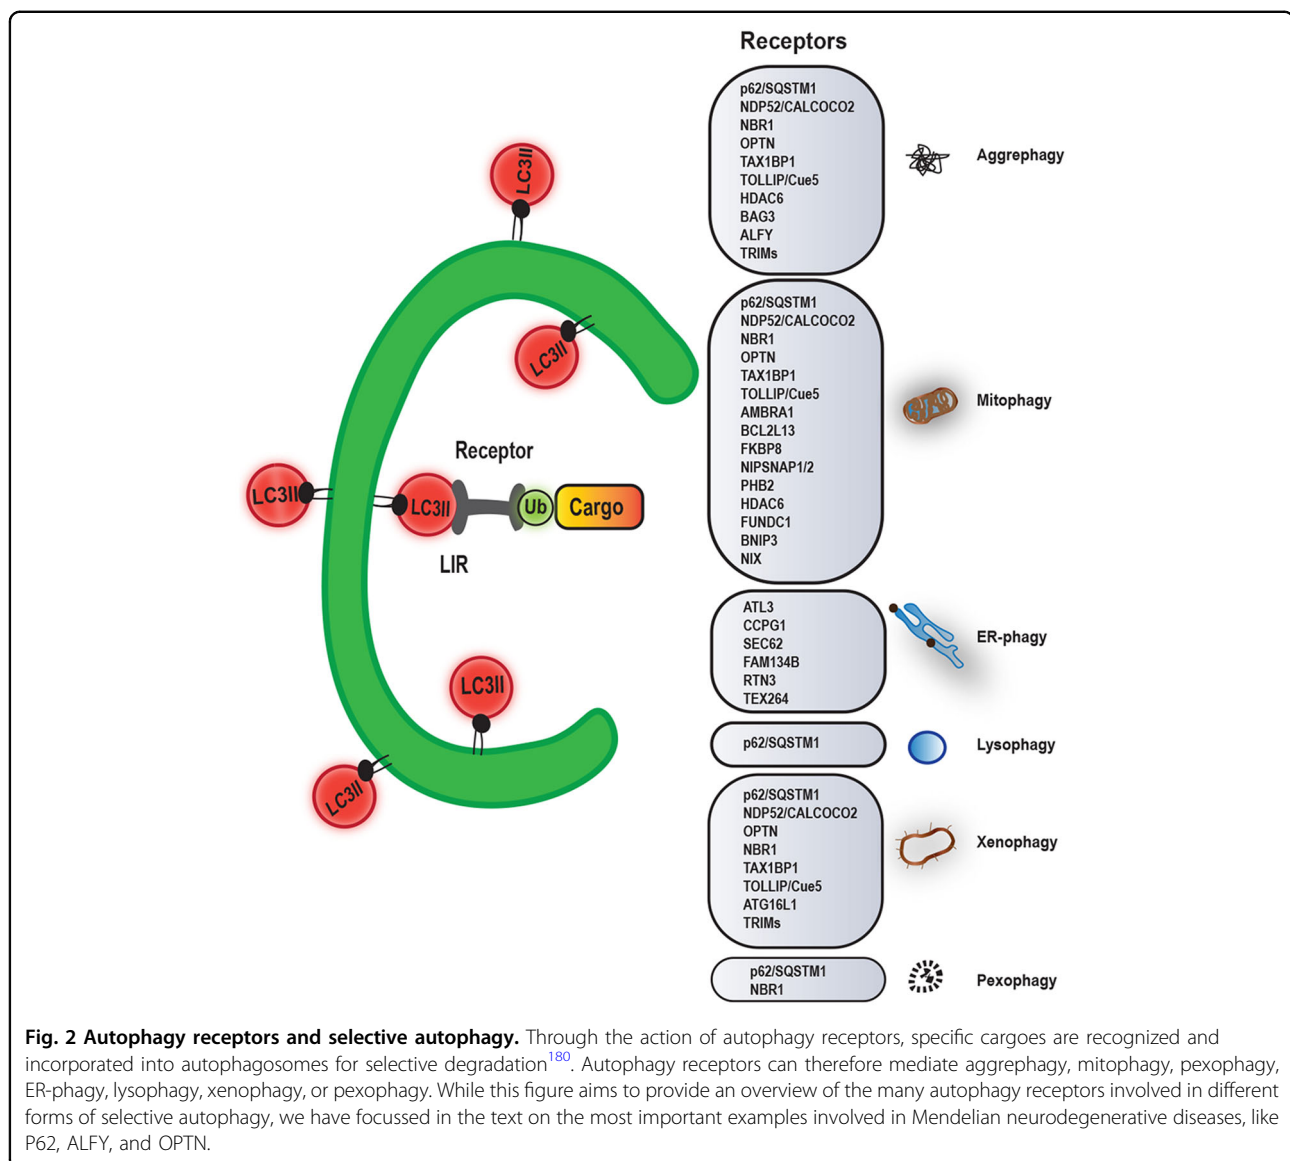 Receptors
p62/SQSTM1
NDP52/CALCOCO2
NBR1
OPTN
TAX1BP1
TOLLIP/Cue5
HDAC6
BAG3
ALFY
TRIMs
Aggrephagy
p62/SQSTM1
NDP52/CALCOCO2
NBR1
OPTN
TAX1BP1
TOLLIP/Cue5
AMBRA1
BCL2L13
FKBP8
NIPSNAP1/2
PHB2
HDAC6
FUNDC1
BNIP3
NIX
Mitophagy
ATL3
CCPG1
SEC62
FAM134B
RTN3
TEX264
ER-phagy
p62/SQSTM1
Lysophagy
p62/SQSTM1
NDP52/CALCOCO2
OPTN
NBR1
TAX1BP1
TOLLIP/Cue5
ATG16L1
TRIMs
Xenophagy
p62/SQSTM1
NBR1
Pexophagy
LC3II
LC3II
Receptor
LC3II
LC3II
Ub
Cargo
LIR
LC3II
LC3II
Fig. 2 Autophagy receptors and selective autophagy. Through the action of autophagy receptors, specific cargoes are recognized and
incorporated into autophagosomes for selective degradation180. Autophagy receptors can therefore mediate aggrephagy, mitophagy, pexophagy,
ER-phagy, lysophagy, xenophagy, or pexophagy. While this figure aims to provide an overview of the many autophagy receptors involved in different
forms of selective autophagy, we have focussed in the text on the most important examples involved in Mendelian neurodegenerative diseases, like
P62, ALFY, and OPTN.